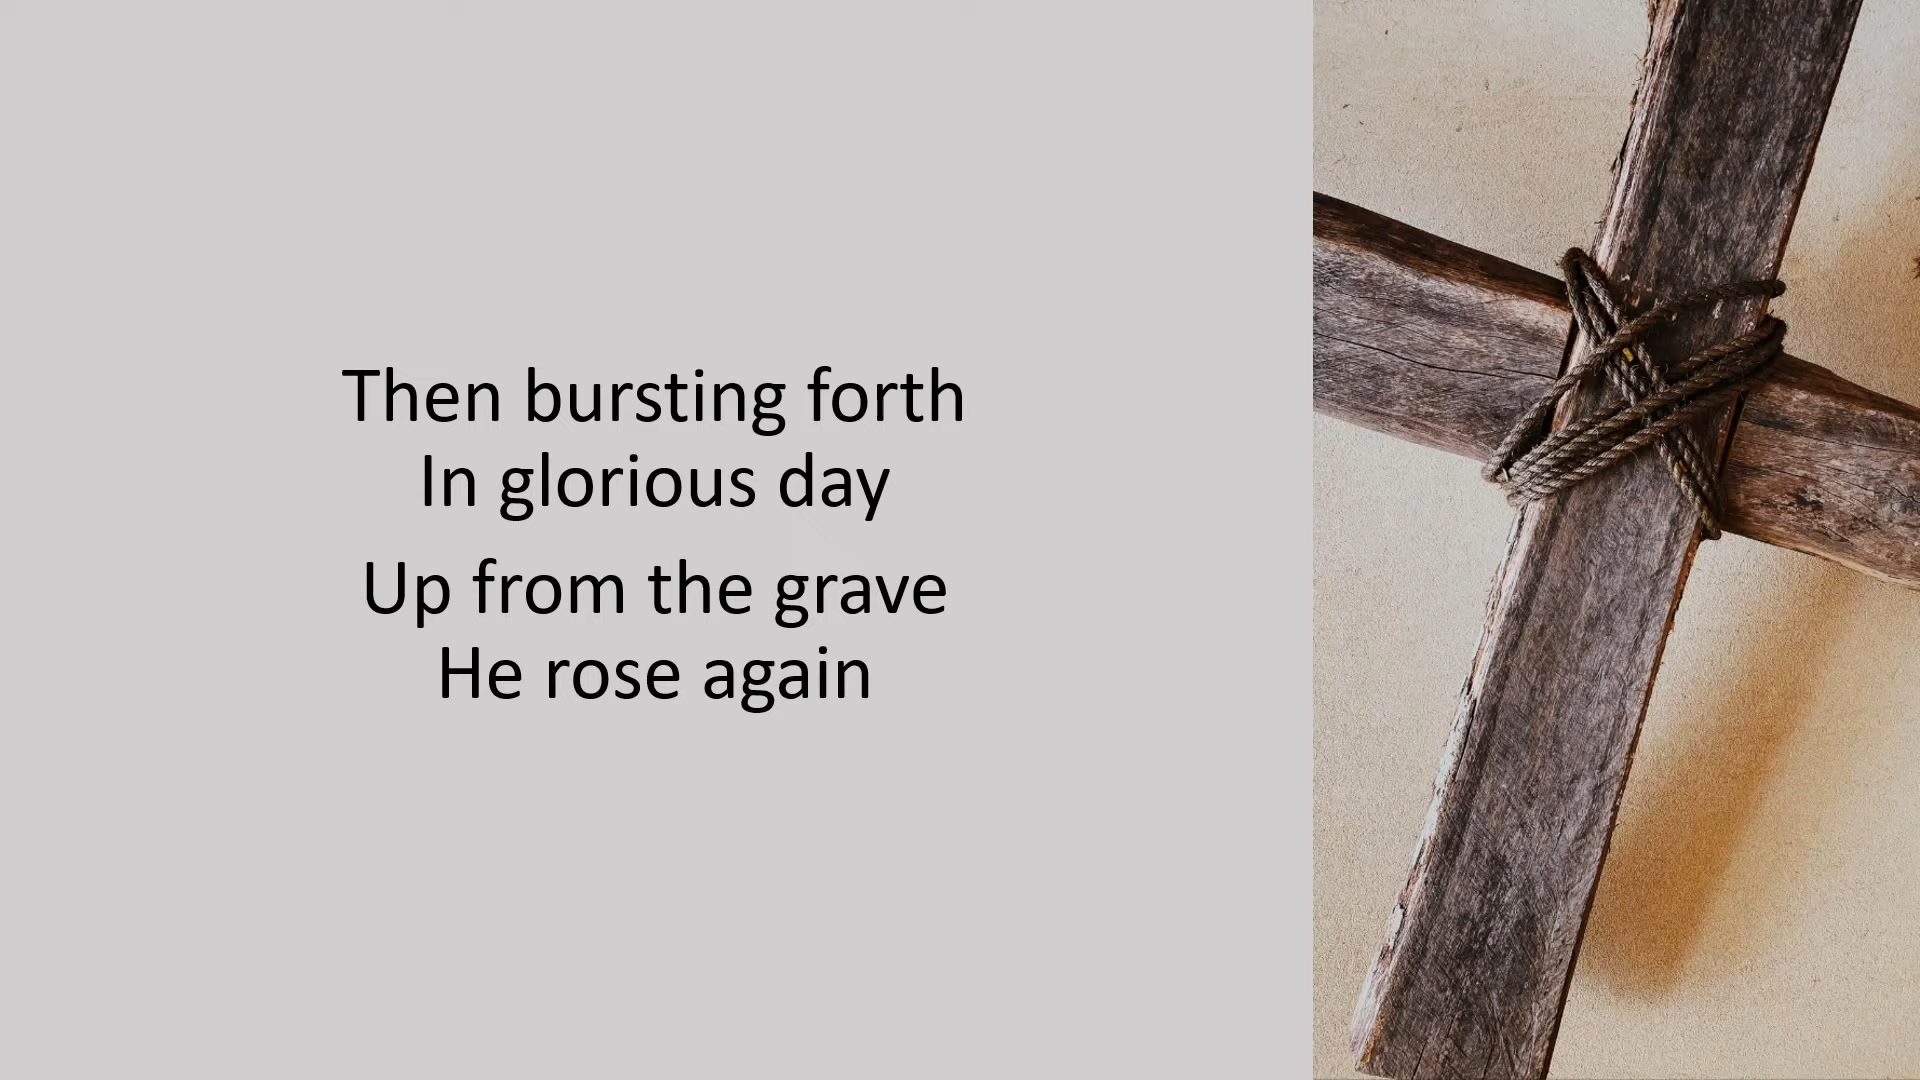 Then bursting forth
In glorious day
Up from the grave
He rose again